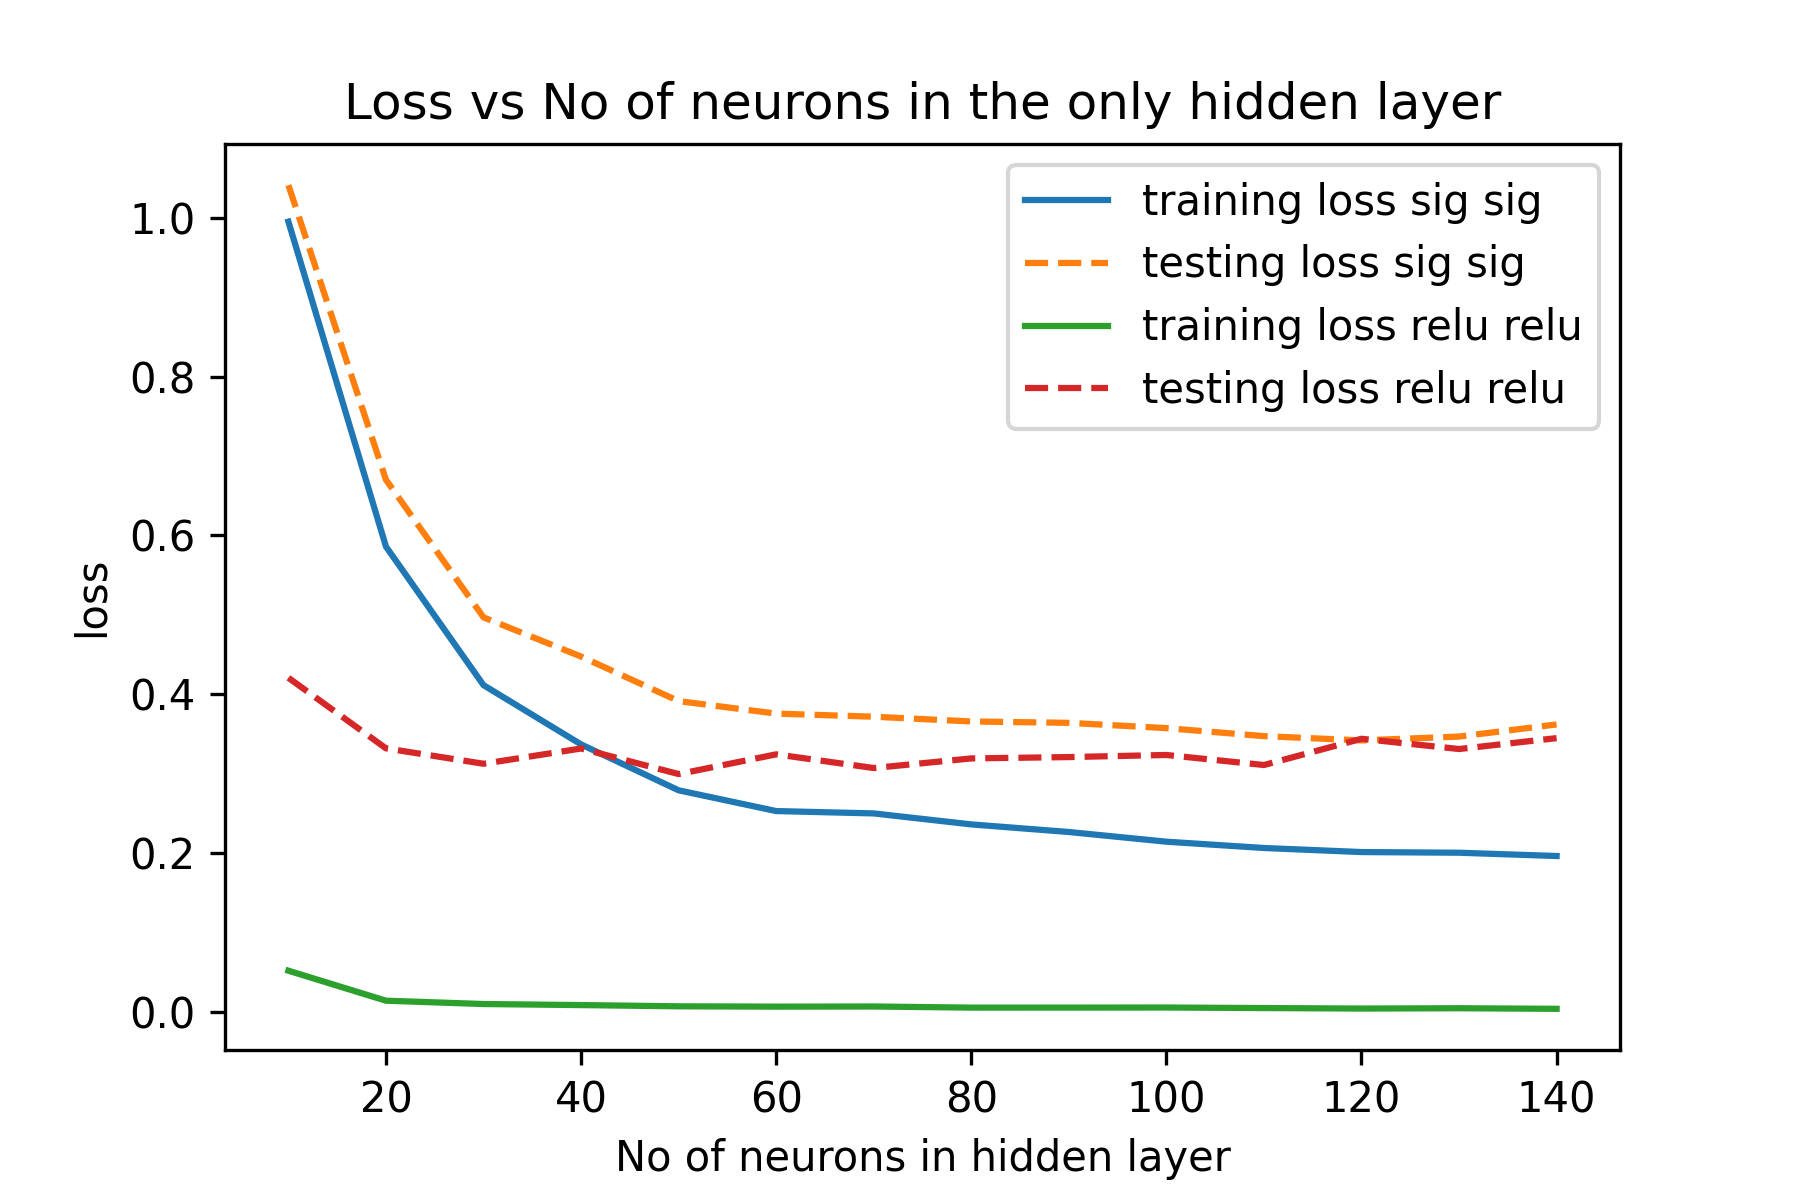 Loss vs No of neurons in the only hidden layer
training loss sig sig
testing loss sig sig
training loss relu relu
testing loss relu relu
1.0
0.8
0.6
0.4
0.2
0.0
loss
20 40 60 80 100 120 140
No of neurons in hidden layer